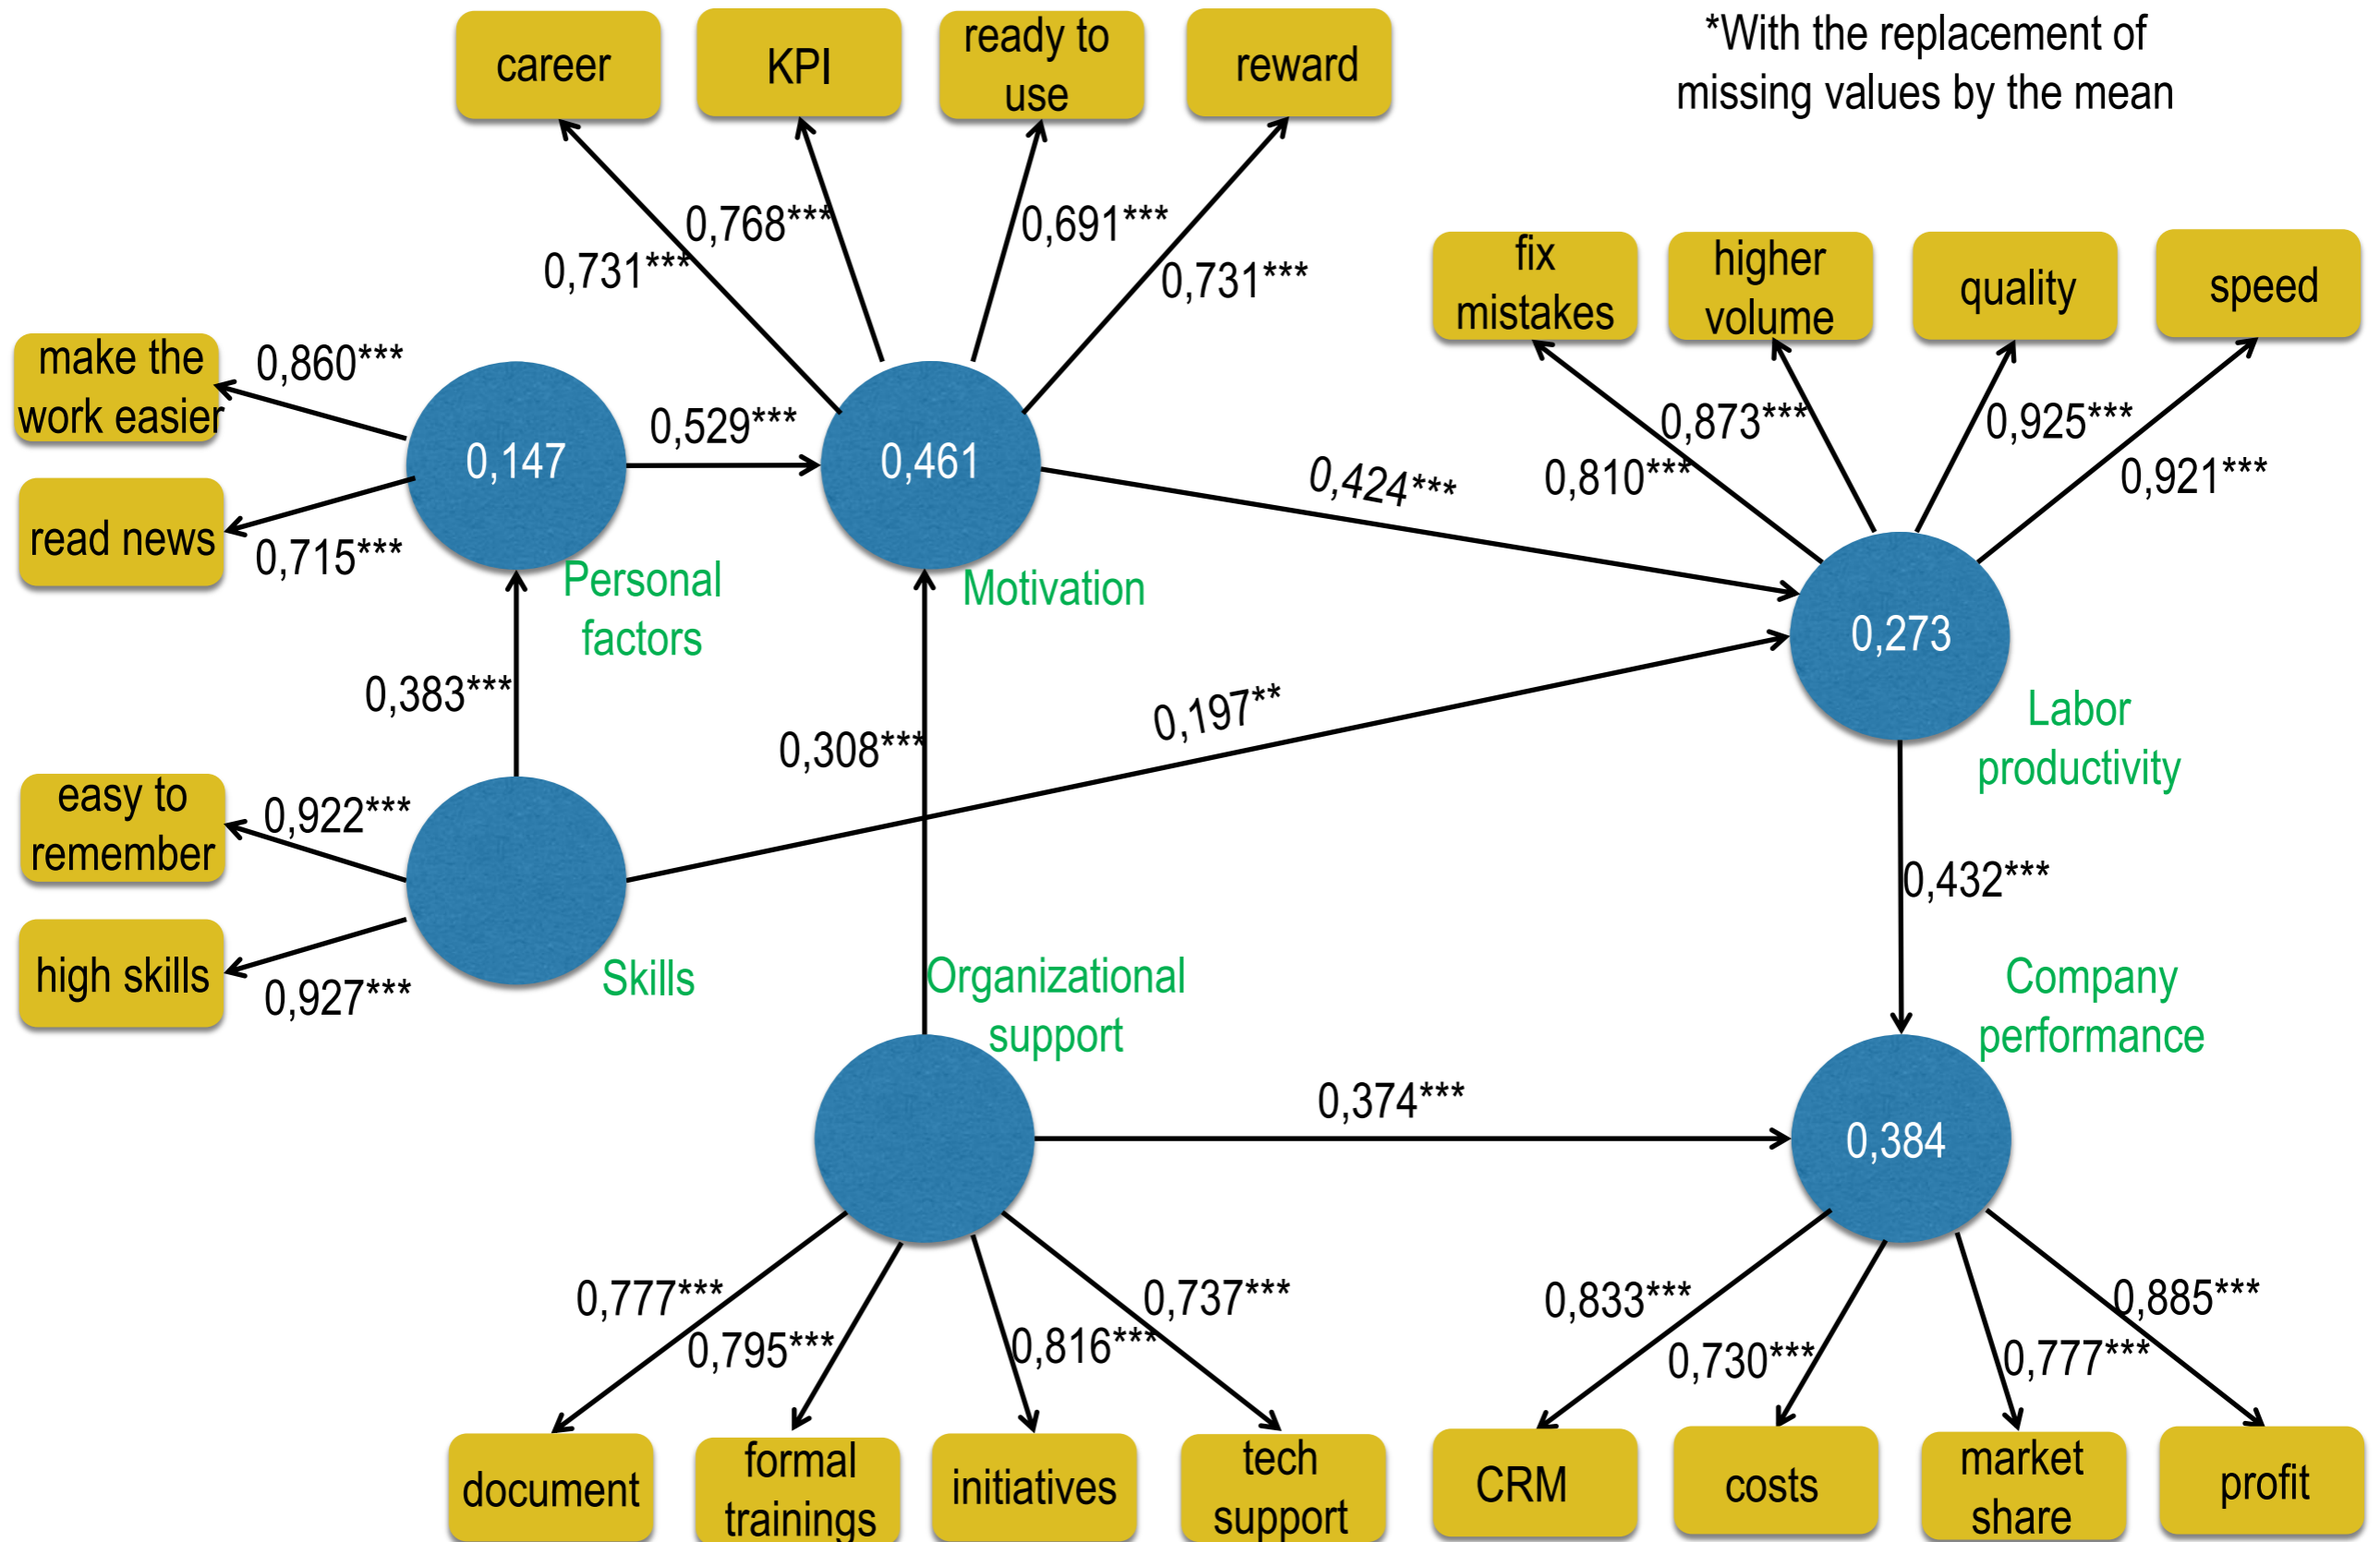 career
KPI
ready to
use
reward
*With the replacement of
missing values by the mean
0,768***
0,691***
0,731***
0,731***
fix
mistakes
higher
volume
quality
speed
make the
work easier
0,860***
0,147
0,529***
0,461
0,424***
0,873***
0,925***
0,810***
0,921***
read news
0,715***
Personal
factors
Motivation
0,273
0,383***
0,308***
0,197**
Labor
productivity
easy to
remember
0,922***
0,432***
high skills
0,927***
Skills
Organizational
support
Company
performance
0,374***
0,384
0,777***
0,795***
0,816***
0,737***
0,833***
0,730***
0,777***
0,885***
document
formal
trainings
initiatives
tech
support
CRM
costs
market
share
profit